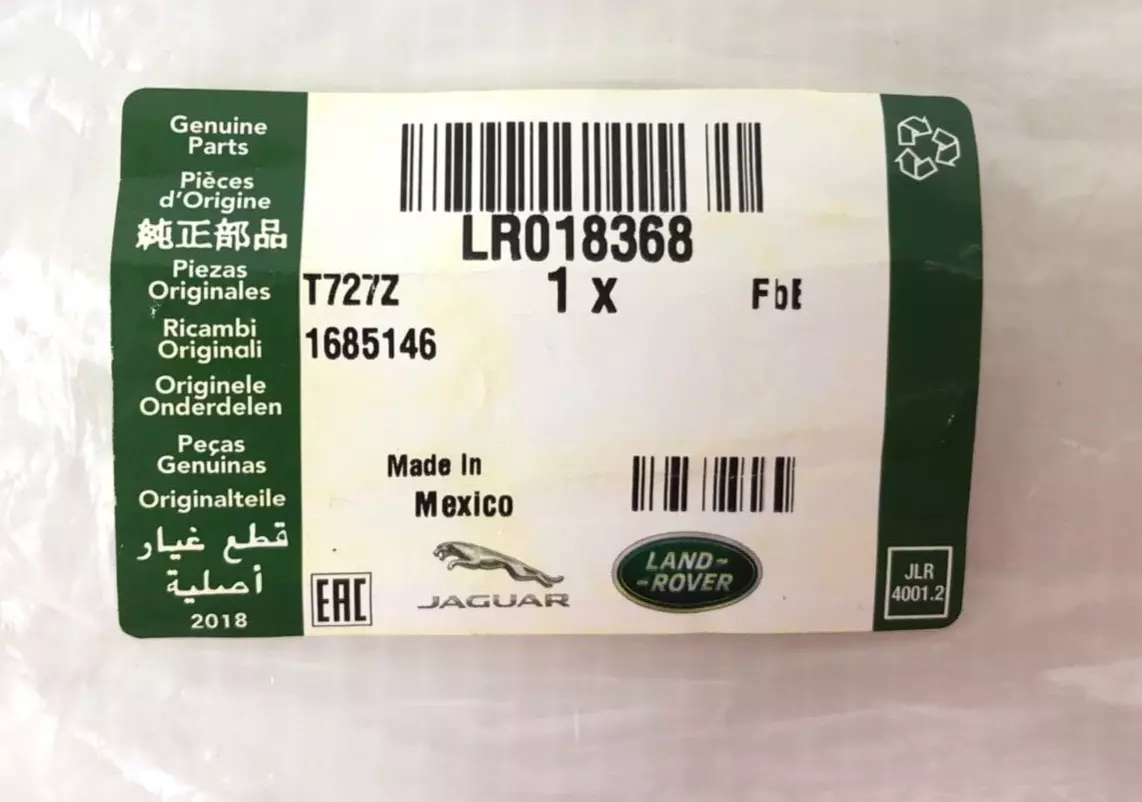 Genuine
Parts
Pièces
d'Origine
純正部品
Piezas
Originales
Ricambi
Originali
Originele
Onderdelen
Peças
Genuinas
Originalteile
قطع غيار
أصلية
2018
LR018368
T727Z
1 x
1685146
Made In
Mexico
EAC
JAGUAR
LAND-
-ROVER
JLR
4001.2